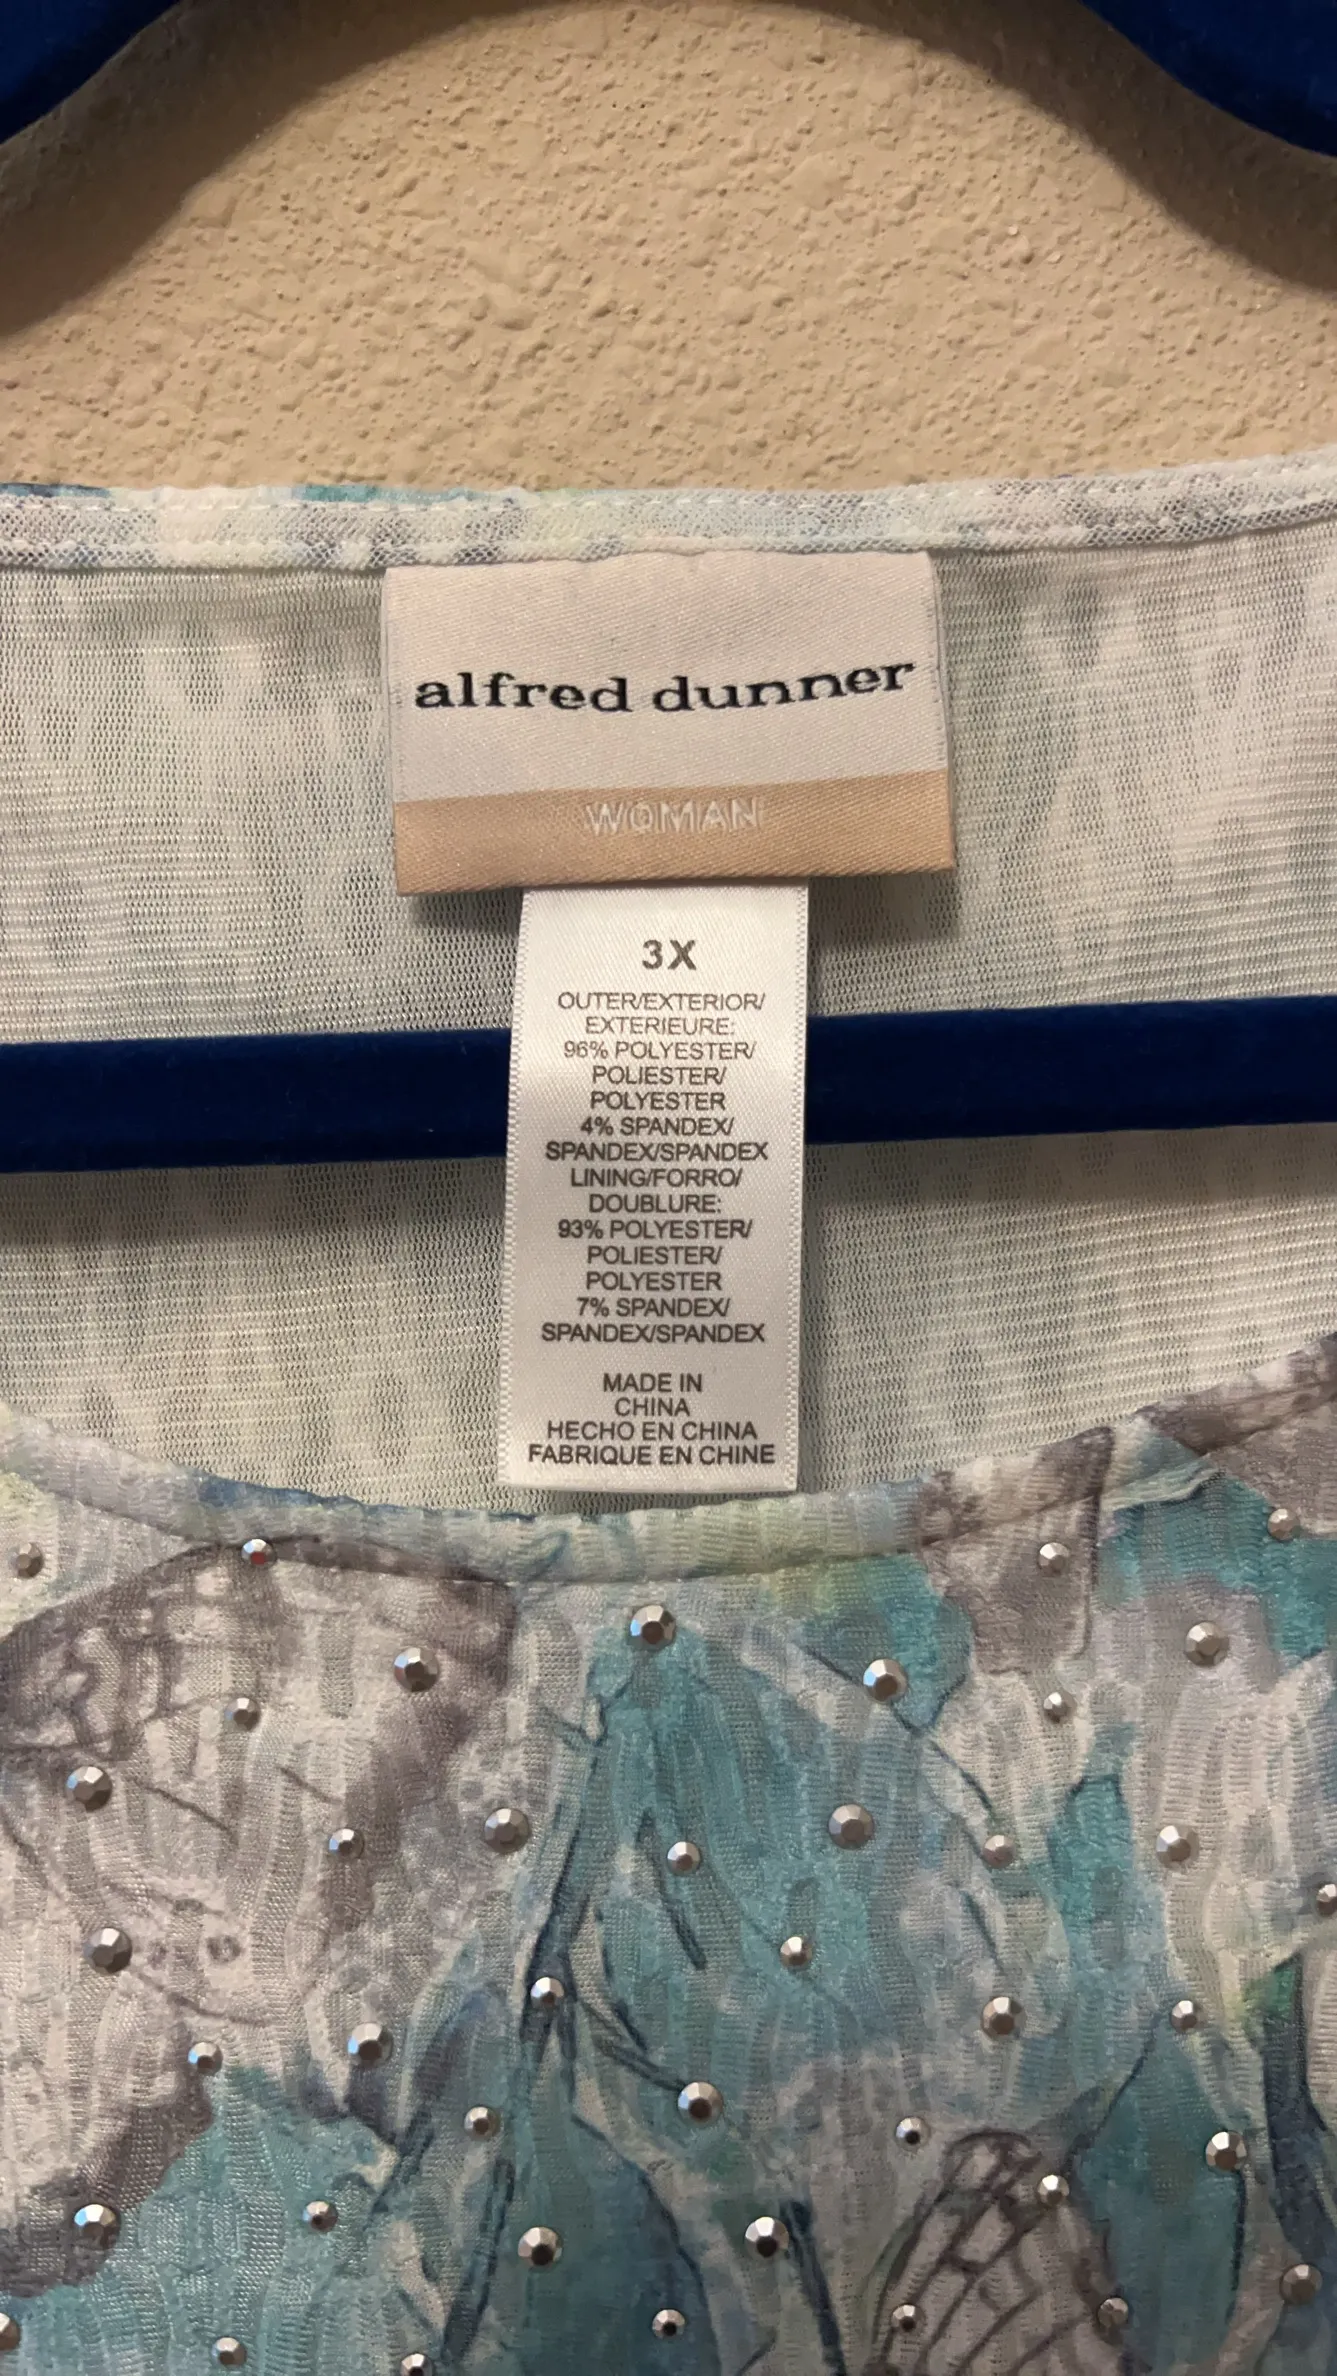 alfred dunner
WOMAN
3X
OUTER/EXTERIOR/
EXTERIEURE:
96% POLYESTER/
POLIESTER/
POLYESTER
4% SPANDEX/
SPANDEX/SPANDEX
LINING/FORRO/
DOUBLURE:
93% POLYESTER/
POLIESTER/
POLYESTER
7% SPANDEX/
SPANDEX/SPANDEX
MADE IN
CHINA
HECHO EN CHINA
FABRIQUE EN CHINE